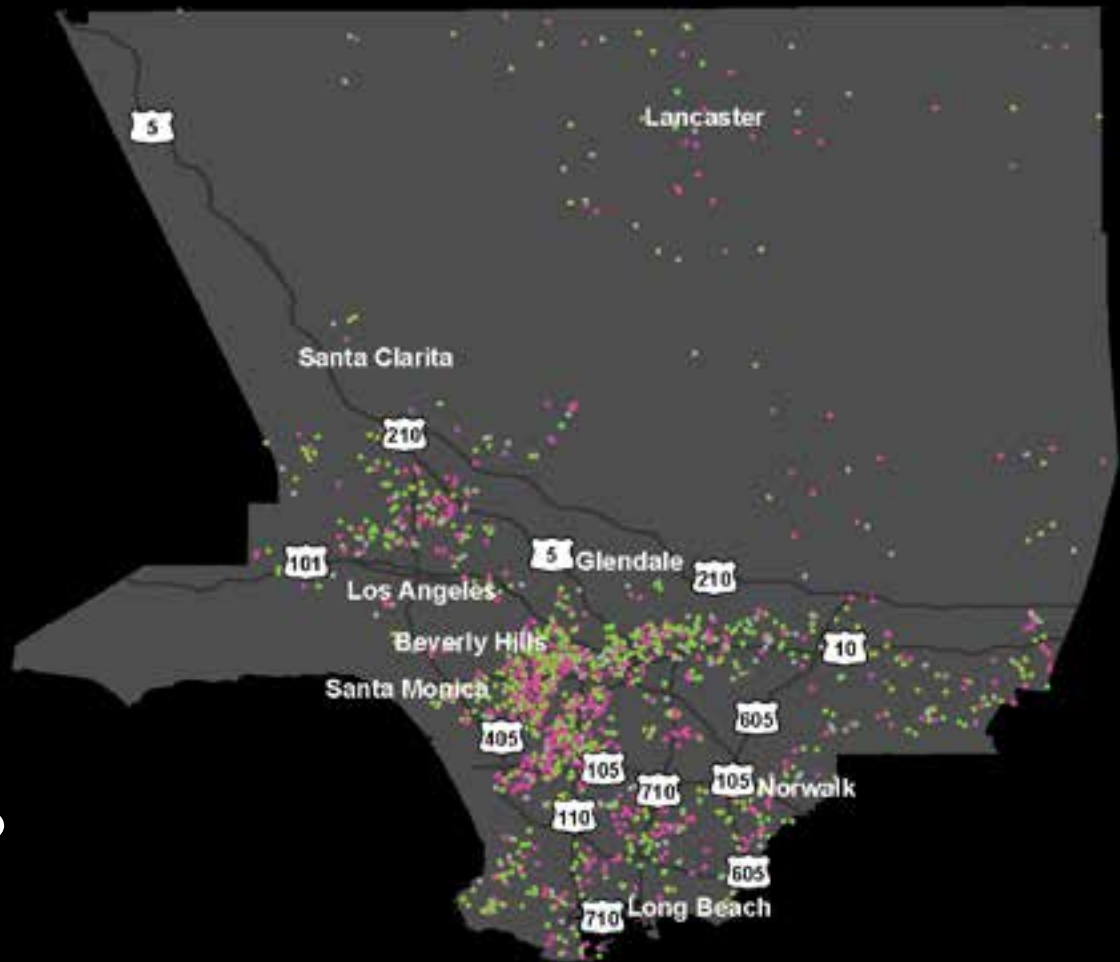 Lancaster
5
Santa Clarita
210
5
Glendale
101
210
Los Angeles
Beverly Hills
10
Santa Monica
605
405
105
105
Norwalk
710
110
605
Long Beach
710